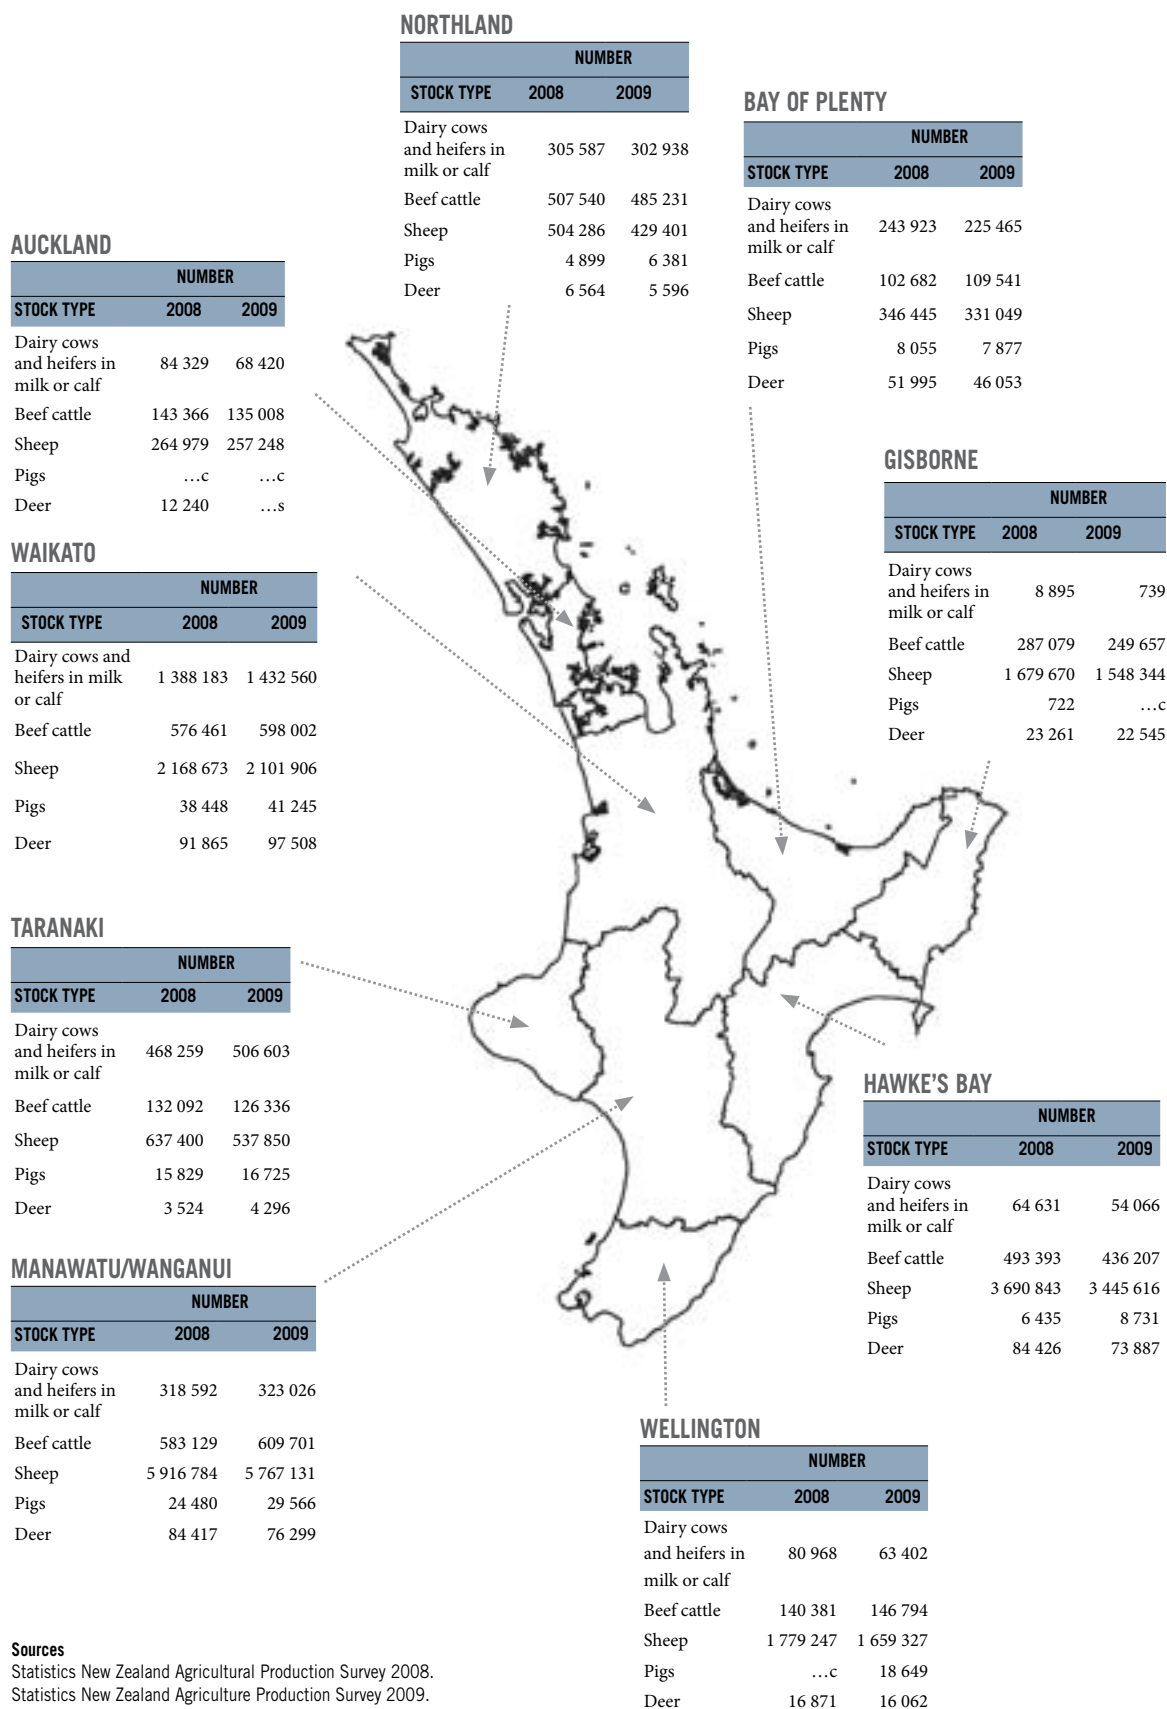 NORTHLAND
NUMBER
STOCK TYPE 2008 2009
Dairy cows
and heifers in
milk or calf
305 587 302 938
Beef cattle 507 540 485 231
Sheep 504 286 429 401
Pigs 4 899 6 381
Deer 6 564 5 596
BAY OF PLENTY
NUMBER
STOCK TYPE 2008 2009
Dairy cows
and heifers in
milk or calf
243 923 225 465
Beef cattle 102 682 109 541
Sheep 346 445 331 049
Pigs 8 055 7 877
Deer 51 995 46 053
AUCKLAND
NUMBER
STOCK TYPE 2008 2009
Dairy cows
and heifers in
milk or calf
84 329 68 420
Beef cattle 143 366 135 008
Sheep 264 979 257 248
Pigs …c …c
Deer 12 240 …s
GISBORNE
NUMBER
STOCK TYPE 2008 2009
Dairy cows
and heifers in
milk or calf
8 895 739
Beef cattle 287 079 249 657
Sheep 1 679 670 1 548 344
Pigs 722 …c
Deer 23 261 22 545
WAIKATO
NUMBER
STOCK TYPE 2008 2009
Dairy cows and
heifers in milk
or calf
1 388 183 1 432 560
Beef cattle 576 461 598 002
Sheep 2 168 673 2 101 906
Pigs 38 448 41 245
Deer 91 865 97 508
TARANAKI
NUMBER
STOCK TYPE 2008 2009
Dairy cows
and heifers in
milk or calf
468 259 506 603
Beef cattle 132 092 126 336
Sheep 637 400 537 850
Pigs 15 829 16 725
Deer 3 524 4 296
HAWKE'S BAY
NUMBER
STOCK TYPE 2008 2009
Dairy cows
and heifers in
milk or calf
64 631 54 066
Beef cattle 493 393 436 207
Sheep 3 690 843 3 445 616
Pigs 6 435 8 731
Deer 84 426 73 887
MANAWATU/WANGANUI
NUMBER
STOCK TYPE 2008 2009
Dairy cows
and heifers in
milk or calf
318 592 323 026
Beef cattle 583 129 609 701
Sheep 5 916 784 5 767 131
Pigs 24 480 29 566
Deer 84 417 76 299
WELLINGTON
NUMBER
STOCK TYPE 2008 2009
Dairy cows
and heifers in
milk or calf
80 968 63 402
Beef cattle 140 381 146 794
Sheep 1 779 247 1 659 327
Pigs …c 18 649
Deer 16 871 16 062
Sources
Statistics New Zealand Agricultural Production Survey 2008.
Statistics New Zealand Agriculture Production Survey 2009.